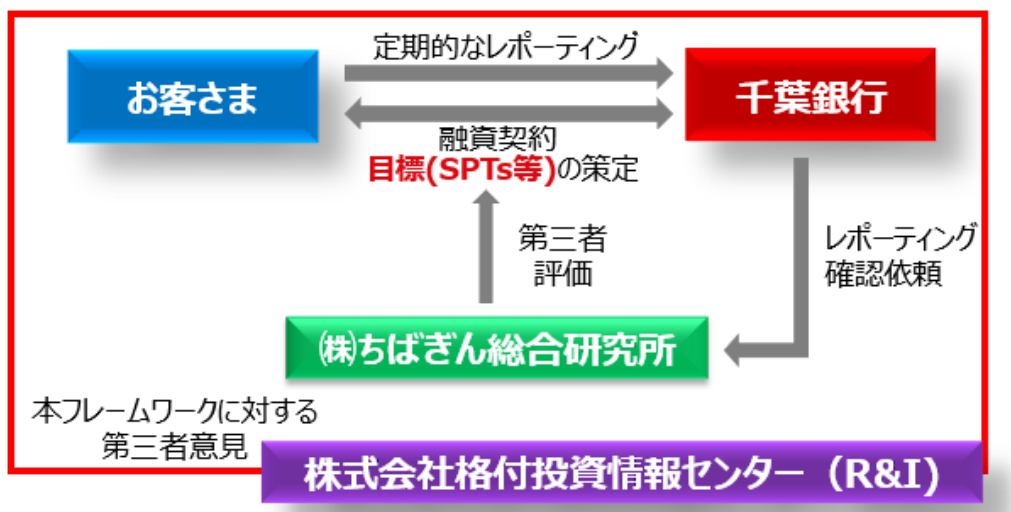 定期的なレポーティング
お客さま
千葉銀行
融資契約
目標(SPTs等)の策定
第三者
評価
レポーティング
確認依頼
㈱ちばぎん総合研究所
本フレームワークに対する
第三者意見
株式会社格付投資情報センター（R&I）